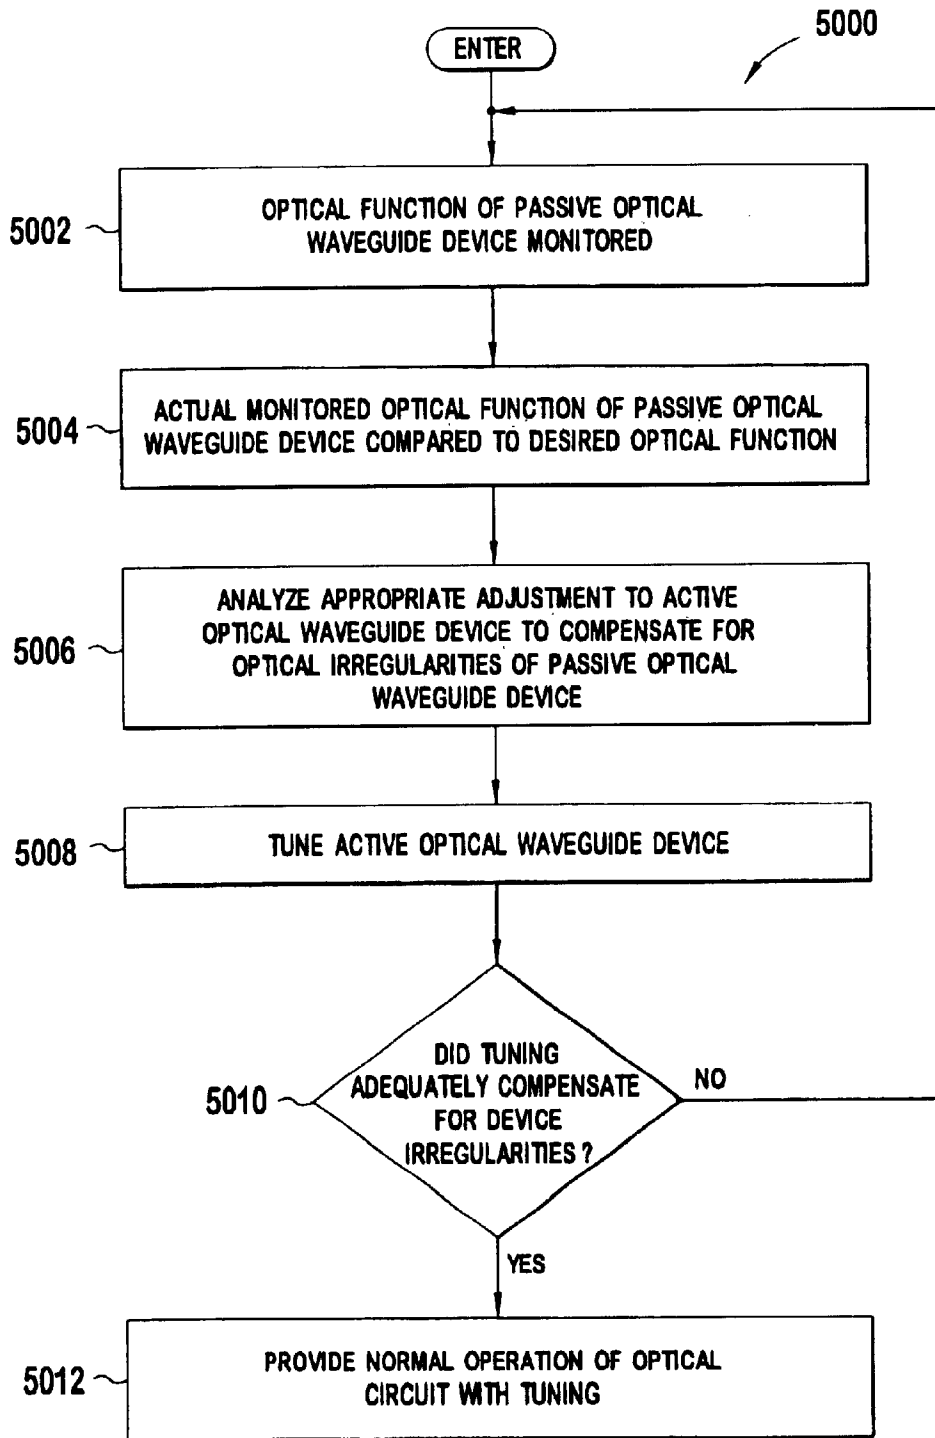 5000
ENTER
5002
OPTICAL FUNCTION OF PASSIVE OPTICAL
WAVEGUIDE DEVICE MONITORED
5004
ACTUAL MONITORED OPTICAL FUNCTION OF PASSIVE OPTICAL
WAVEGUIDE DEVICE COMPARED TO DESIRED OPTICAL FUNCTION
5006
ANALYZE APPROPRIATE ADJUSTMENT TO ACTIVE
OPTICAL WAVEGUIDE DEVICE TO COMPENSATE FOR
OPTICAL IRREGULARITIES OF PASSIVE OPTICAL
WAVEGUIDE DEVICE
5008
TUNE ACTIVE OPTICAL WAVEGUIDE DEVICE
5010
DID TUNING
ADEQUATELY COMPENSATE
FOR DEVICE
IRREGULARITIES?
NO
YES
5012
PROVIDE NORMAL OPERATION OF OPTICAL
CIRCUIT WITH TUNING